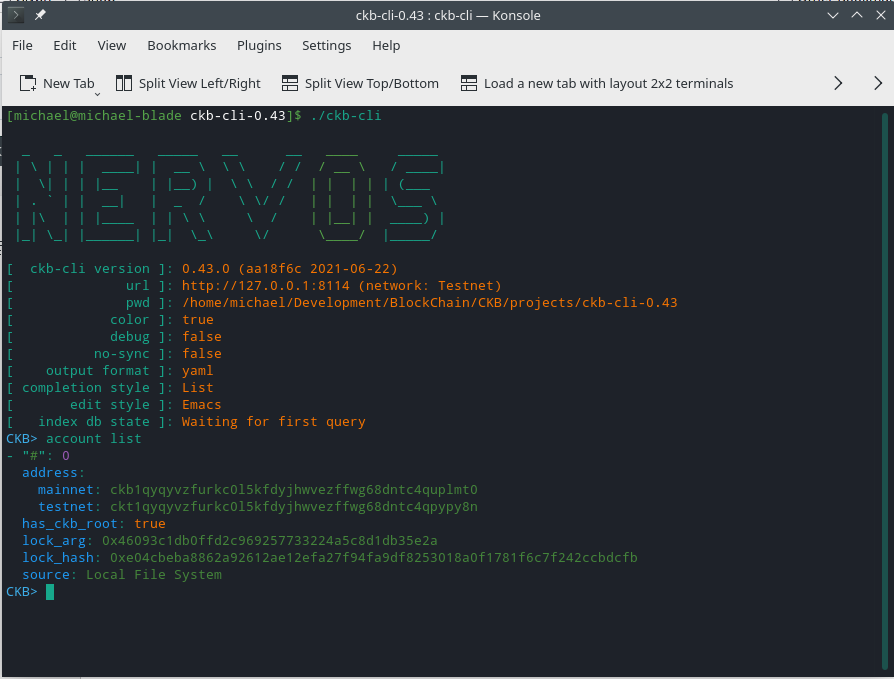 ckb-cli-0.43 : ckb-cli — Konsole
File Edit View Bookmarks Plugins Settings Help
New Tab Split View Left/Right Split View Top/Bottom Load a new tab with layout 2x2 terminals
[michael@michael-blade ckb-cli-0.43]$ ./ckb-cli
NERVOS
[  ckb-cli version ]: 0.43.0 (aa18f6c 2021-06-22)
[              url ]: http://127.0.0.1:8114 (network: Testnet)
[              pwd ]: /home/michael/Development/BlockChain/CKB/projects/ckb-cli-0.43
[            color ]: true
[            debug ]: false
[          no-sync ]: false
[    output format ]: yaml
[ completion style ]: List
[       edit style ]: Emacs
[   index db state ]: Waiting for first query
CKB> account list
- "#": 0
  address:
    mainnet: ckb1qyqyvzfurkc0l5kfdyjhwvezffwg68dntc4quplmt0
    testnet: ckt1qyqyvzfurkc0l5kfdyjhwvezffwg68dntc4qpypy8n
  has_ckb_root: true
  lock_arg: 0x46093c1db0ffd2c969257733224a5c8d1db35e2a
  lock_hash: 0xe04cbeba8862a92612ae12efa27f94fa9df8253018a0f1781f6c7f242ccbdcfb
  source: Local File System
CKB>